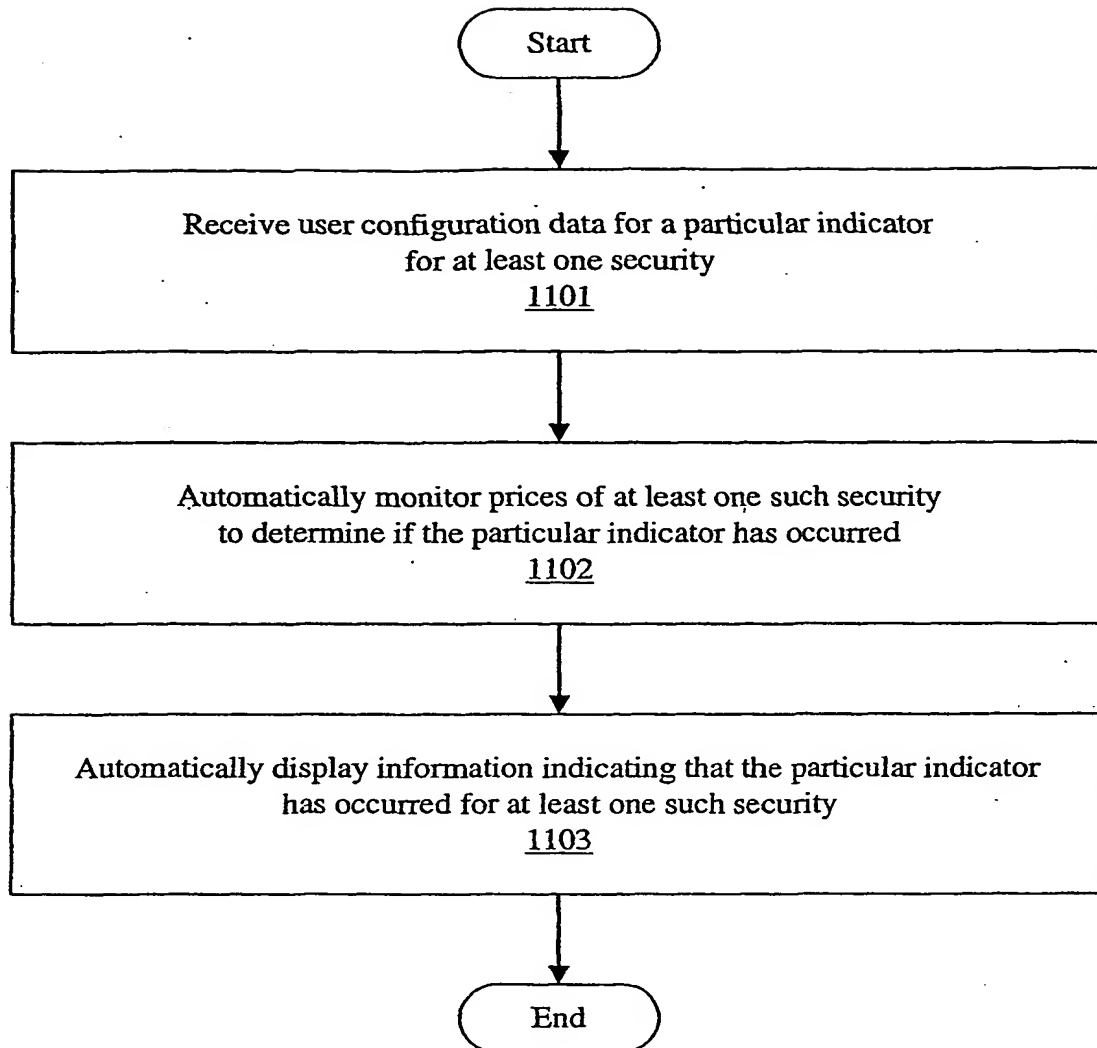 Start
Receive user configuration data for a particular indicator
for at least one security
1101
Automatically monitor prices of at least one such security
to determine if the particular indicator has occurred
1102
Automatically display information indicating that the particular indicator
has occurred for at least one such security
1103
End